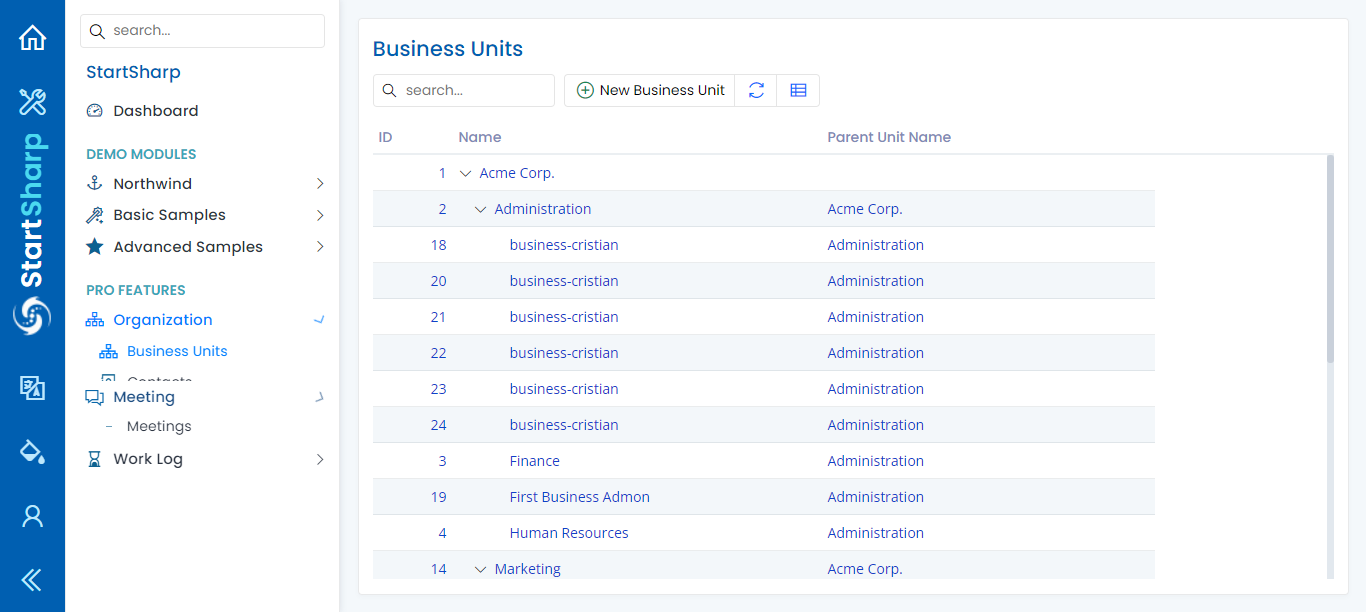 StartSharp
search...
StartSharp
Dashboard
DEMO MODULES
Northwind
Basic Samples
Advanced Samples
PRO FEATURES
Organization
Business Units
Contacts
Meeting
Meetings
Work Log
Business Units
search...
New Business Unit
ID Name Parent Unit Name
1 Acme Corp.
2 Administration Acme Corp.
18 business-cristian Administration
20 business-cristian Administration
21 business-cristian Administration
22 business-cristian Administration
23 business-cristian Administration
24 business-cristian Administration
3 Finance Administration
19 First Business Admon Administration
4 Human Resources Administration
14 Marketing Acme Corp.